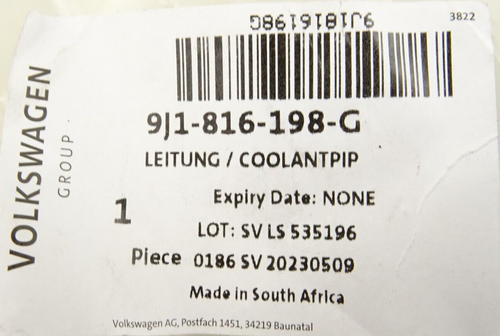 9J1816198G
3822
VOLKSWAGEN
GROUP
9J1-816-198-G
LEITUNG / COOLANTPIP
Expiry Date: NONE
1
LOT: SV LS 535196
Piece 0186 SV 20230509
Made in South Africa
Volkswagen AG, Postfach 1451, 34219 Baunatal